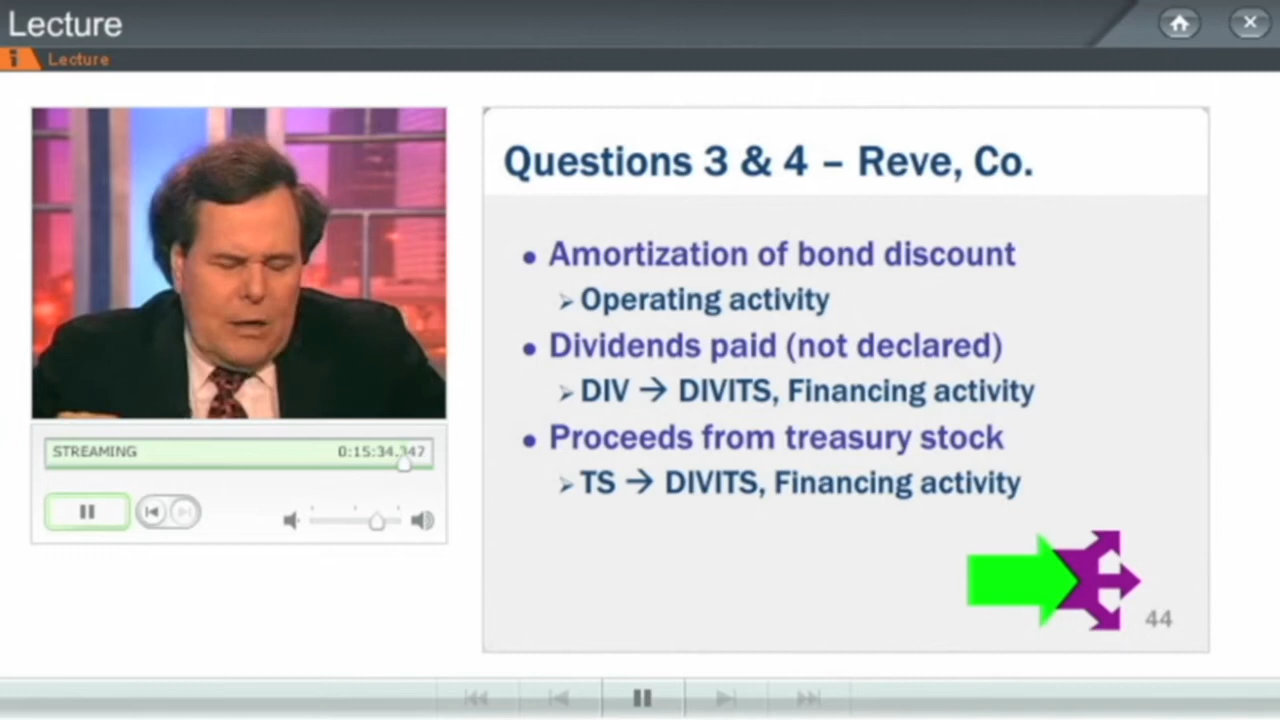 Lecture
i Lecture
STREAMING 0:15:34.347
Questions 3 & 4 – Reve, Co.
• Amortization of bond discount
➢ Operating activity
• Dividends paid (not declared)
➢ DIV → DIVITS, Financing activity
• Proceeds from treasury stock
➢ TS → DIVITS, Financing activity
44